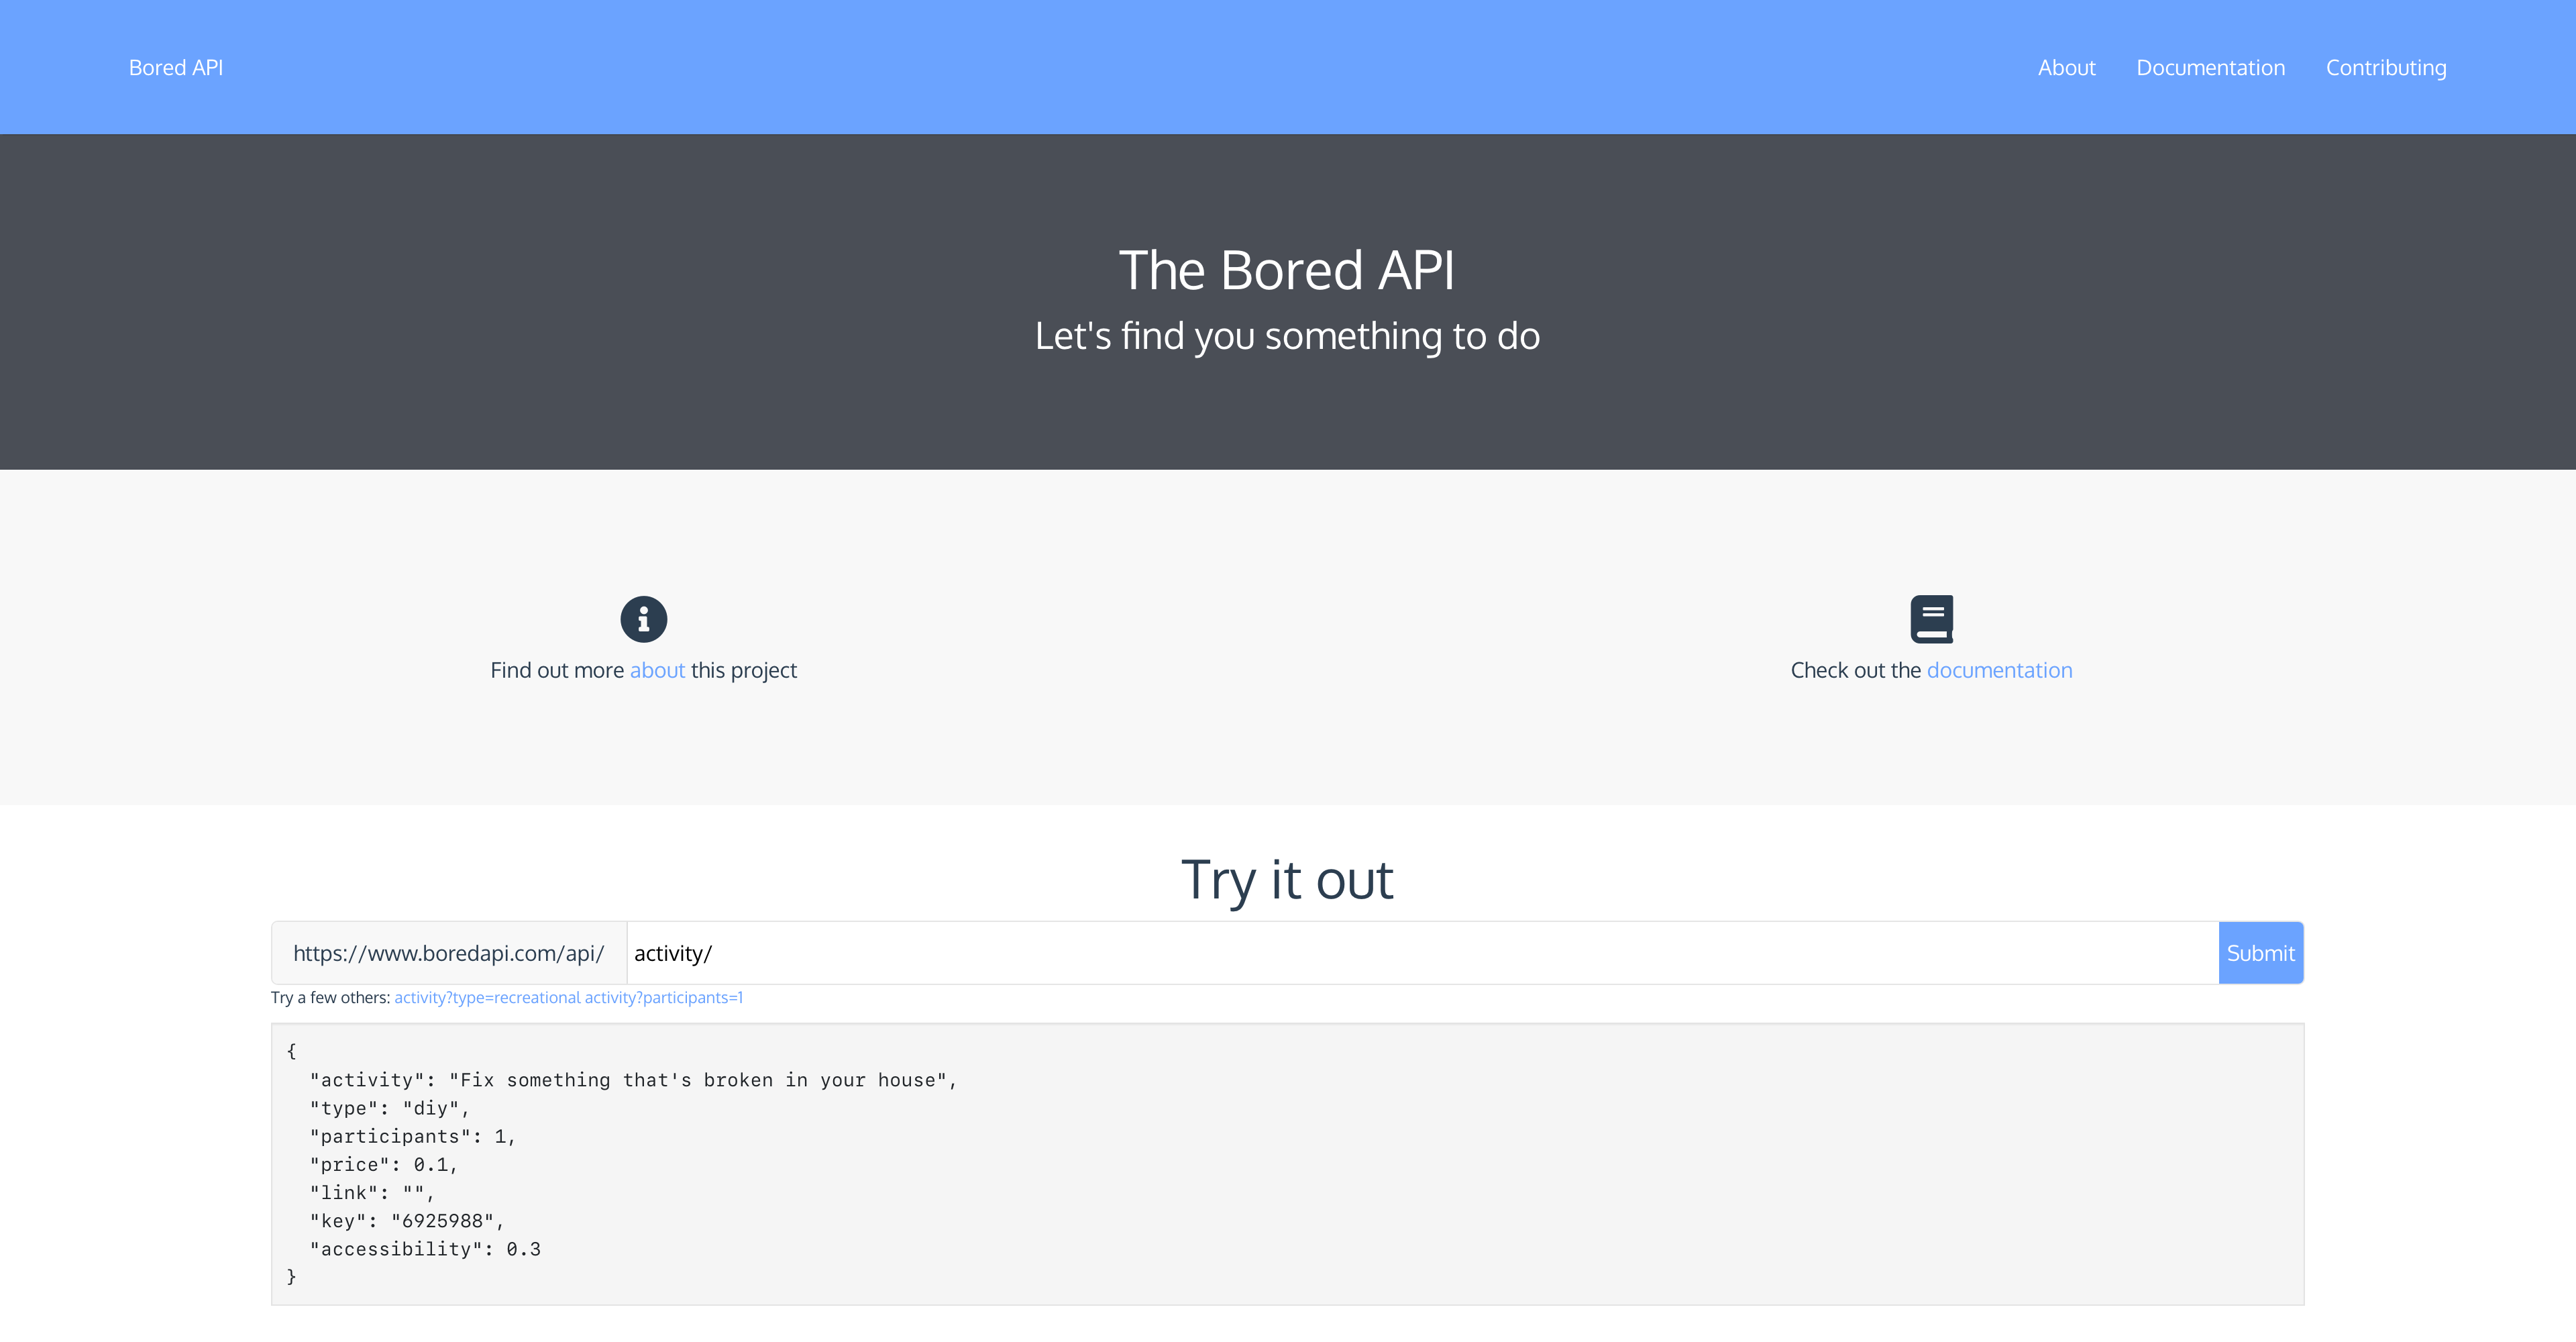 Bored API
About
Documentation
Contributing
The Bored API
Let's find you something to do
Find out more about this project
Check out the documentation
Try it out
https://www.boredapi.com/api/
activity/
Submit
Try a few others: activity?type=recreational activity?participants=1
{
  "activity": "Fix something that's broken in your house",
  "type": "diy",
  "participants": 1,
  "price": 0.1,
  "link": "",
  "key": "6925988",
  "accessibility": 0.3
}